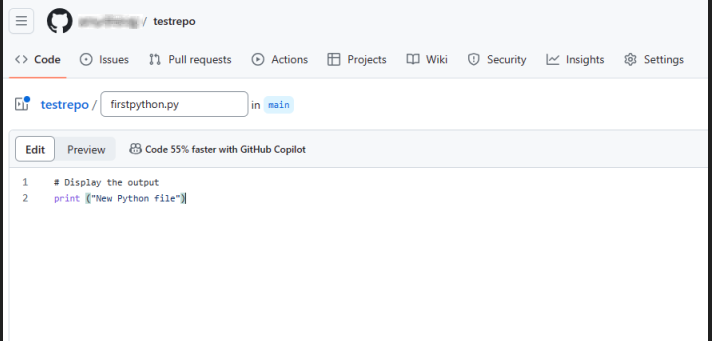 / testrepo
Code Issues Pull requests Actions Projects Wiki Security Insights Settings
testrepo / firstpython.py in main
Edit Preview Code 55% faster with GitHub Copilot
1 # Display the output
2 print ("New Python file")